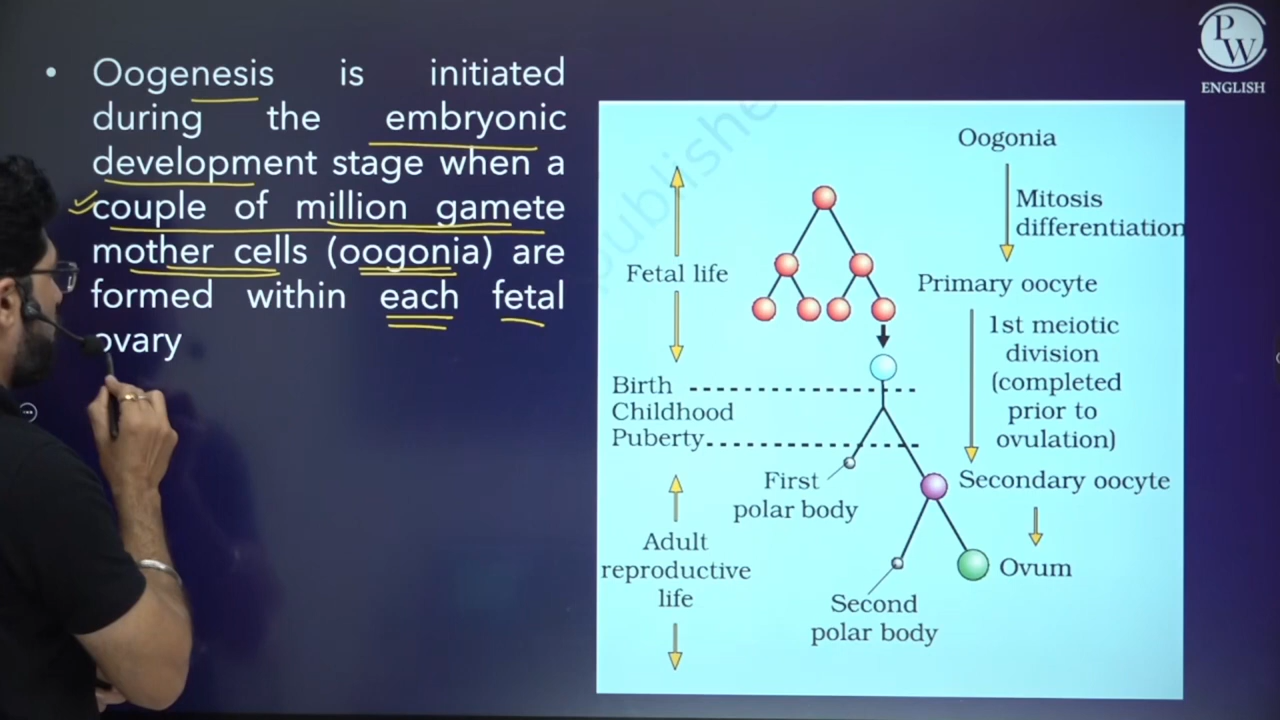 PW
ENGLISH
• Oogenesis is initiated
during the embryonic
development stage when a
couple of million gamete
mother cells (oogonia) are
formed within each fetal
ovary
publishe
Oogonia
Mitosis
differentiation
Fetal life
Primary oocyte
1st meiotic
division
(completed
prior to
ovulation)
Birth
Childhood
Puberty
First
polar body
Secondary oocyte
Adult
reproductive
life
Ovum
Second
polar body